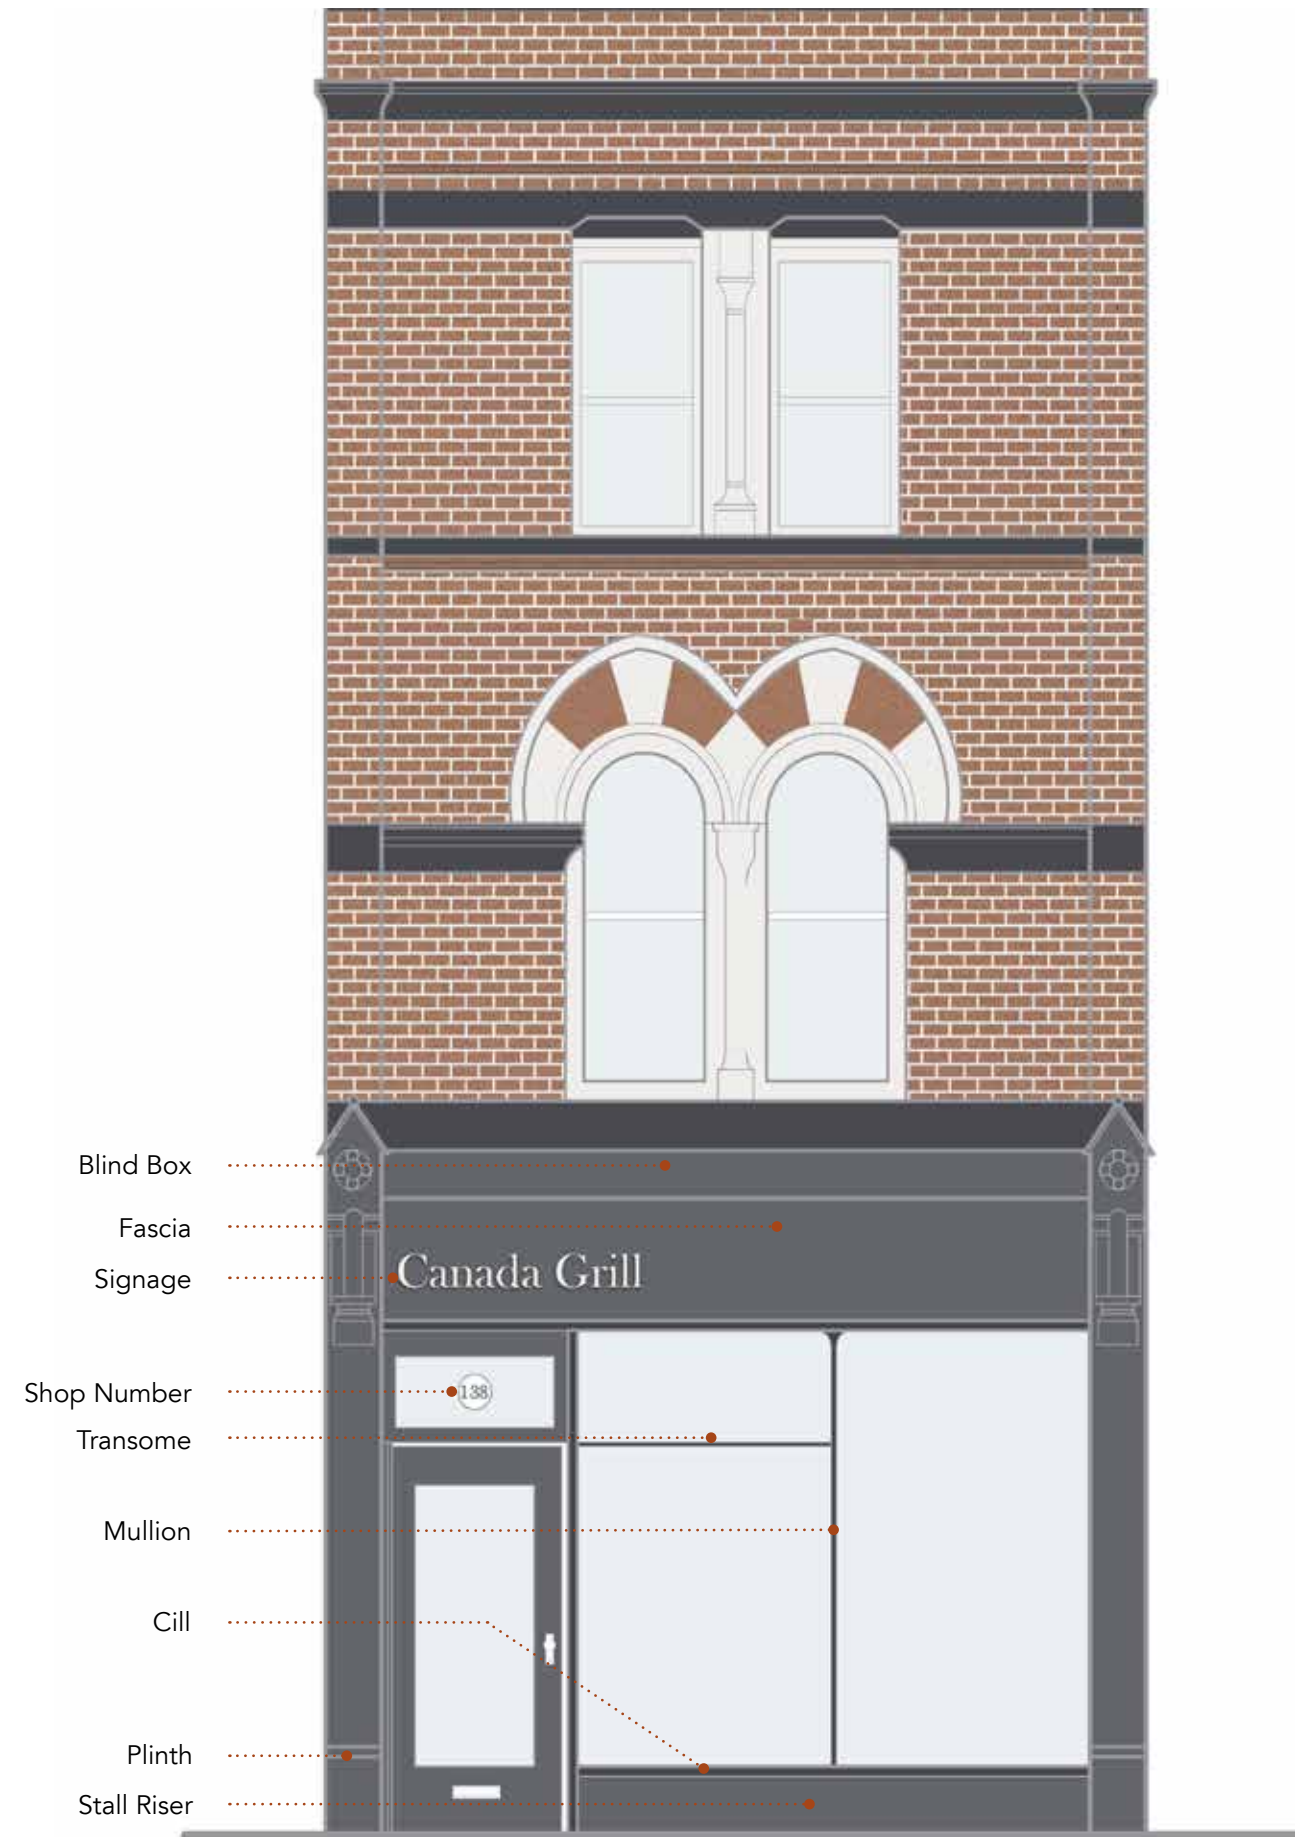 Blind Box
Fascia
Signage
Canada Grill
Shop Number
138
Transome
Mullion
Cill
Plinth
Stall Riser